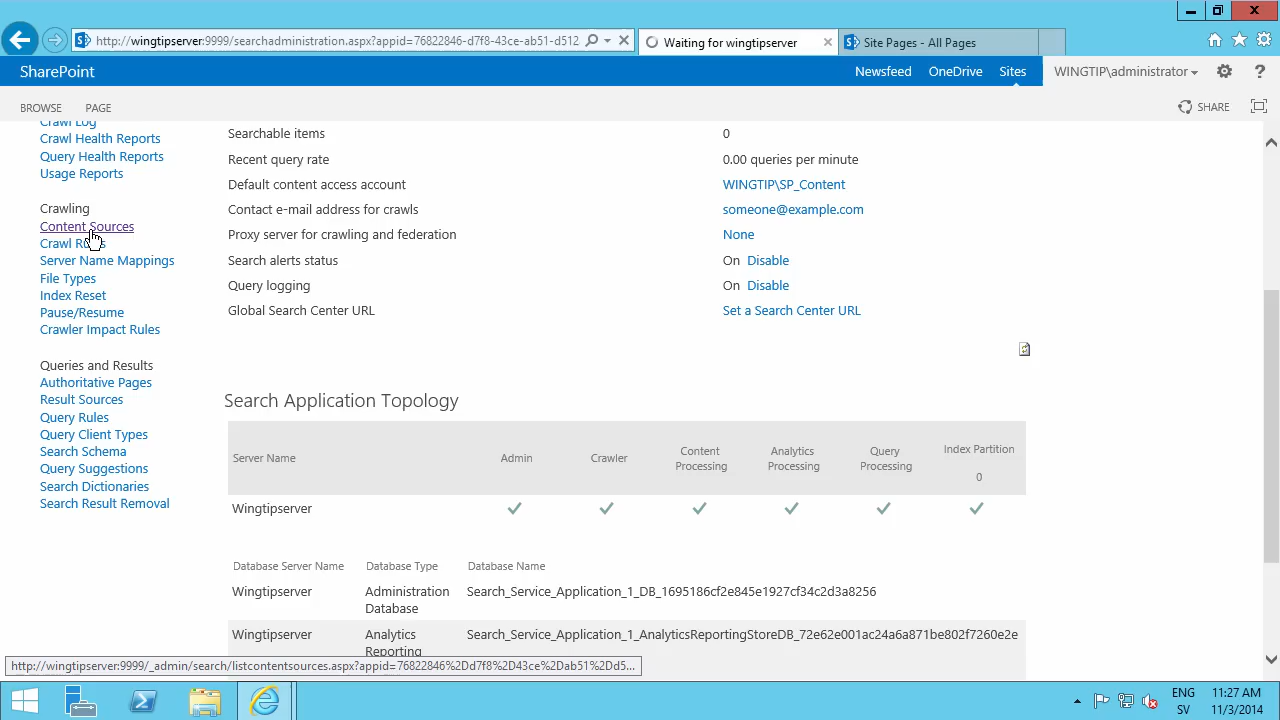 http://wingtipserver:9999/searchadministration.aspx?appid=76822846-d7f8-43ce-ab51-d512
Waiting for wingtipserver
Site Pages - All Pages
SharePoint
Newsfeed
OneDrive
Sites
WINGTIP\administrator
?
BROWSE
PAGE
SHARE
Crawl Log
Crawl Health Reports
Query Health Reports
Usage Reports
Crawling
Content Sources
Crawl Rules
Server Name Mappings
File Types
Index Reset
Pause/Resume
Crawler Impact Rules
Queries and Results
Authoritative Pages
Result Sources
Query Rules
Query Client Types
Search Schema
Query Suggestions
Search Dictionaries
Search Result Removal
Searchable items 0
Recent query rate 0.00 queries per minute
Default content access account WINGTIP\SP_Content
Contact e-mail address for crawls someone@example.com
Proxy server for crawling and federation None
Search alerts status On Disable
Query logging On Disable
Global Search Center URL Set a Search Center URL
Search Application Topology
Server Name Admin Crawler Content Processing Analytics Processing Query Processing Index Partition
0
Wingtipserver
Database Server Name Database Type Database Name
Wingtipserver Administration Database Search_Service_Application_1_DB_1695186cf2e845e1927cf34c2d3a8256
Wingtipserver Analytics Reporting Search_Service_Application_1_AnalyticsReportingStoreDB_72e62e001ac24a6a871be802f7260e2e
http://wingtipserver:9999/_admin/search/listcontentsources.aspx?appid=76822846%2Dd7f8%2D43ce%2Dab51%2Dd5...
ENG
SV
11:27 AM
11/3/2014